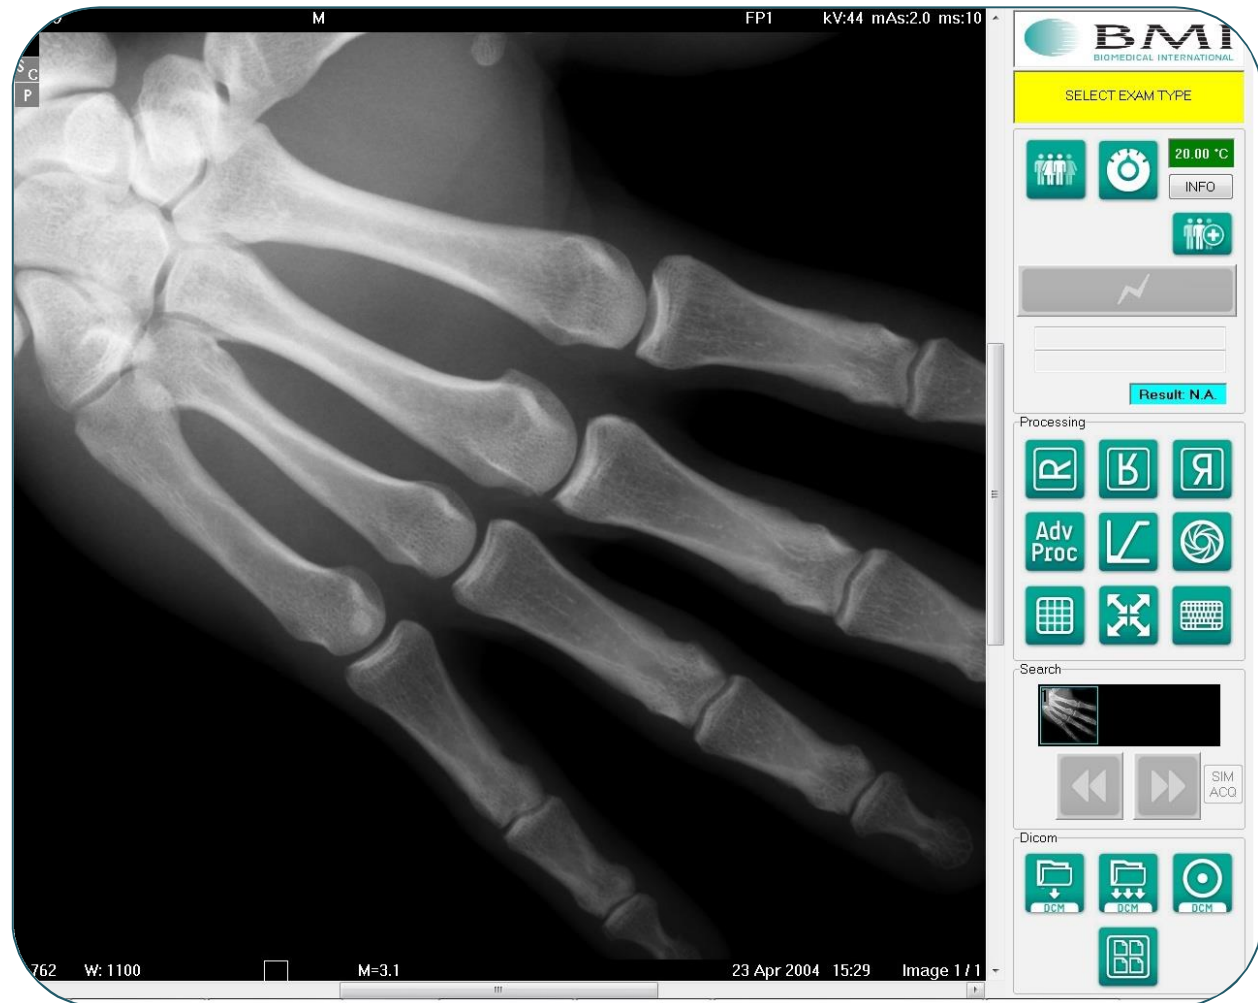 M FP1 kV:44 mAs:2.0 ms:10
S C
P
BMI
BIOMEDICAL INTERNATIONAL
SELECT EXAM TYPE
20.00 °C
INFO
Result: N.A.
Processing
R R R
Adv
Proc
Search
SIM
ACQ
Dicom
DCM DCM DCM
762 W: 1100 M=3.1 23 Apr 2004 15:29 Image 1 / 1